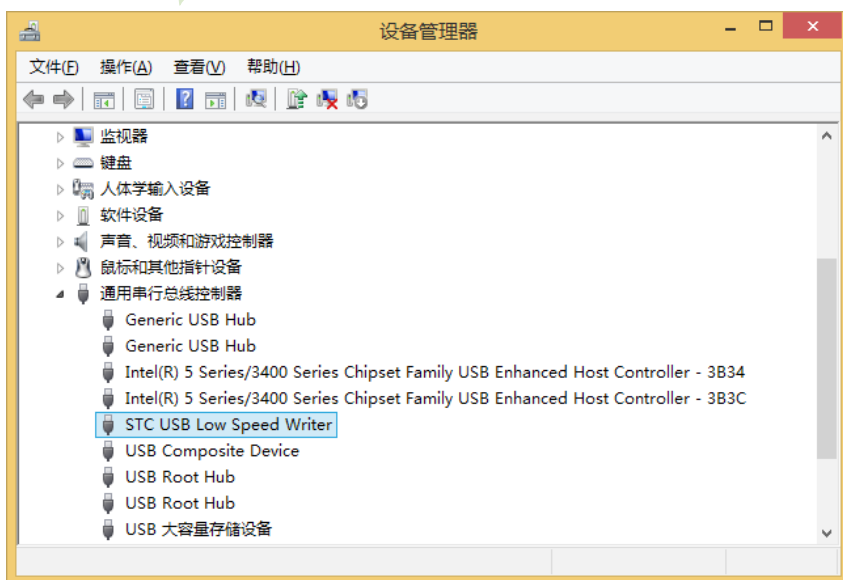 设备管理器
文件(F) 操作(A) 查看(V) 帮助(H)
监视器
键盘
人体学输入设备
软件设备
声音、视频和游戏控制器
鼠标和其他指针设备
通用串行总线控制器
Generic USB Hub
Generic USB Hub
Intel(R) 5 Series/3400 Series Chipset Family USB Enhanced Host Controller - 3B34
Intel(R) 5 Series/3400 Series Chipset Family USB Enhanced Host Controller - 3B3C
STC USB Low Speed Writer
USB Composite Device
USB Root Hub
USB Root Hub
USB 大容量存储设备